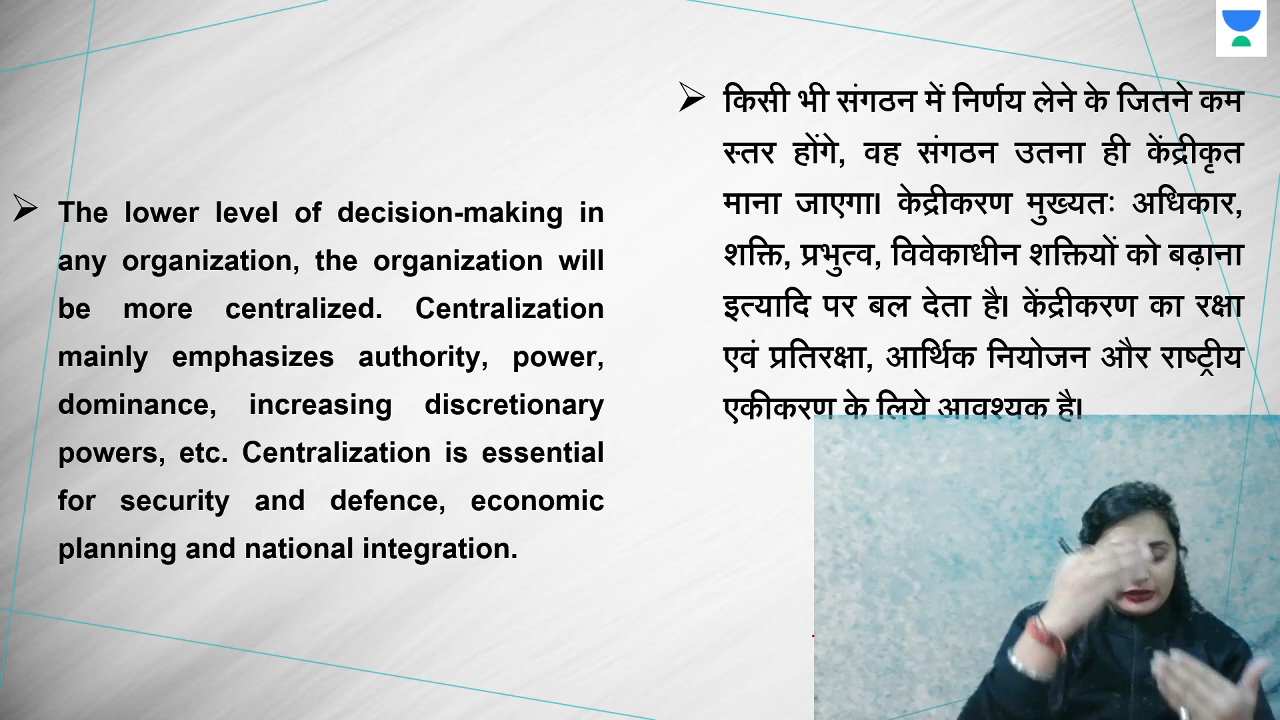 The lower level of decision-making in
any organization, the organization will
be more centralized. Centralization
mainly emphasizes authority, power,
dominance, increasing discretionary
powers, etc. Centralization is essential
for security and defence, economic
planning and national integration.
किसी भी संगठन में निर्णय लेने के जितने कम
स्तर होंगे, वह संगठन उतना ही केंद्रीकृत
माना जाएगा। केद्रीकरण मुख्यतः अधिकार,
शक्ति, प्रभुत्व, विवेकाधीन शक्तियों को बढ़ाना
इत्यादि पर बल देता है। केंद्रीकरण का रक्षा
एवं प्रतिरक्षा, आर्थिक नियोजन और राष्ट्रीय
एकीकरण के लिये आवश्यक है।